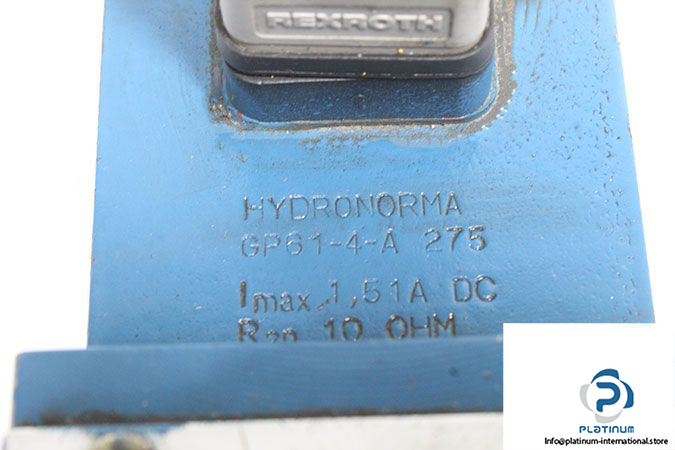 REXROTH
HYDRONORMA
GP61-4-A 275
Imax. 1,51A DC
R20 10 OHM
PLATINUM
info@platinum-international.store